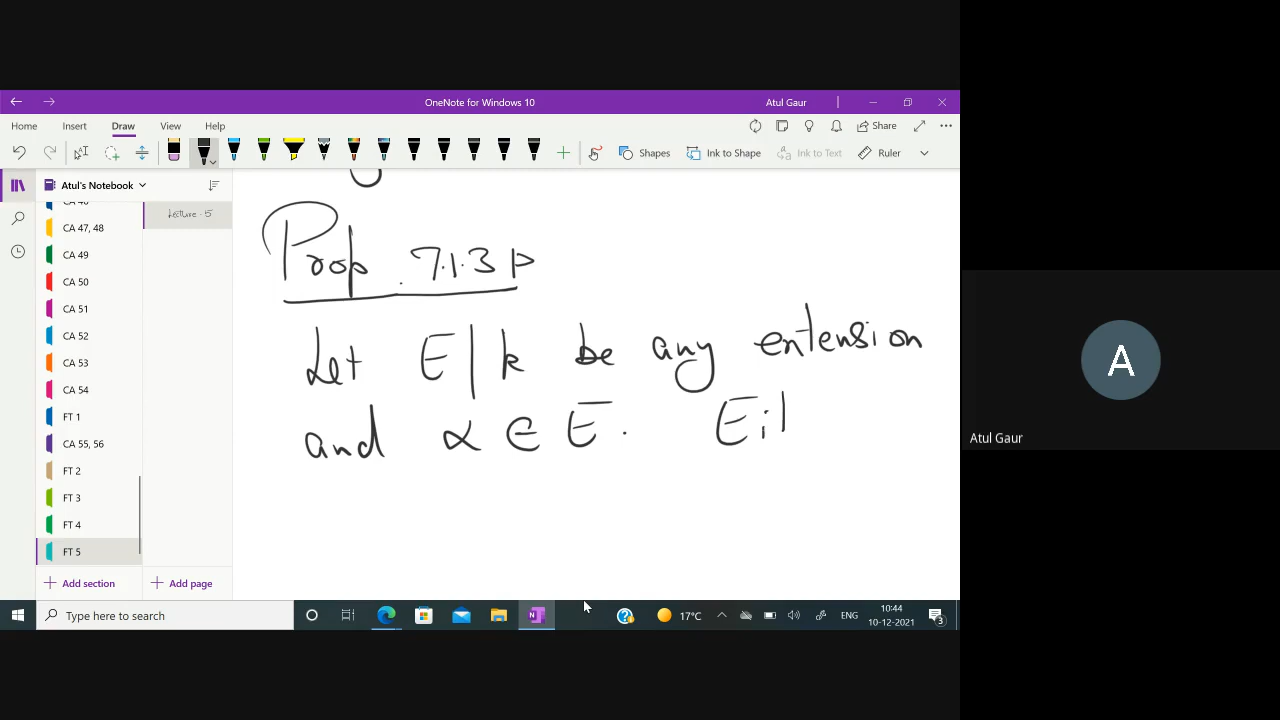 OneNote for Windows 10
Atul Gaur
Home Insert Draw View Help
Share
Shapes
Ink to Shape
Ink to Text
Ruler
Atul's Notebook
Lecture - 5
CA 47, 48
CA 49
CA 50
CA 51
CA 52
CA 53
CA 54
FT 1
CA 55, 56
FT 2
FT 3
FT 4
FT 5
Add section
Add page
Prop. 7.1.3 P
Let E|k be any extension
and α ∈ E.
A
Atul Gaur
Type here to search
17°C
ENG
10:44
10-12-2021
3